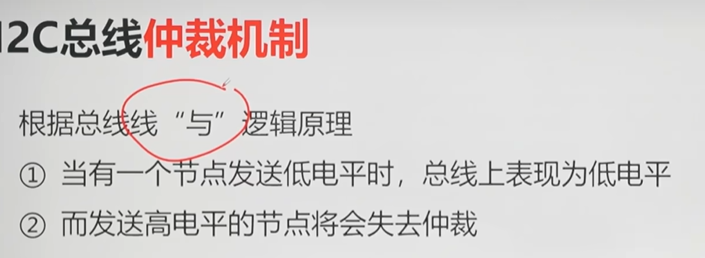 I2C总线仲裁机制
根据总线线“与”逻辑原理
① 当有一个节点发送低电平时，总线上表现为低电平
② 而发送高电平的节点将会失去仲裁